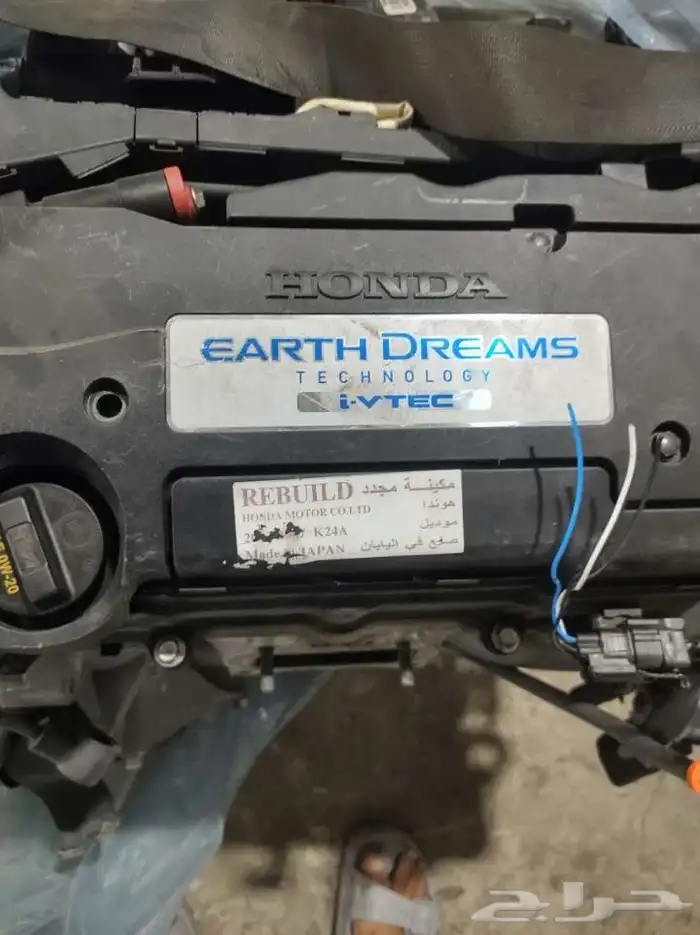 HONDA
EARTH DREAMS
TECHNOLOGY
i-VTEC
REBUILD مكينة مجدد
HONDA MOTOR CO.LTD هوندا
K24A موديل
Made JAPAN صنع في اليابان
0W-20
حراج